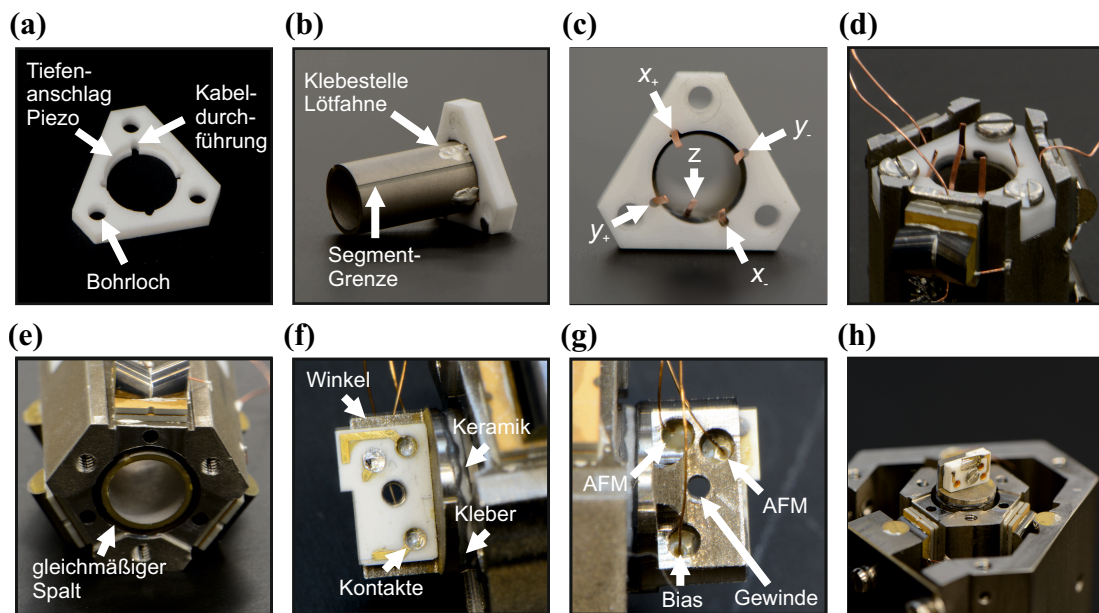 (a)
(b)
(c)
(d)
Tiefen-
anschlag
Piezo
Kabel-
durch-
führung
Bohrloch
Klebestelle
Lötfahne
Segment-
Grenze
x+
y-
z
y+
x-
(e)
(f)
(g)
(h)
gleichmäßiger
Spalt
Winkel
Keramik
Kleber
Kontakte
AFM
AFM
Bias
Gewinde